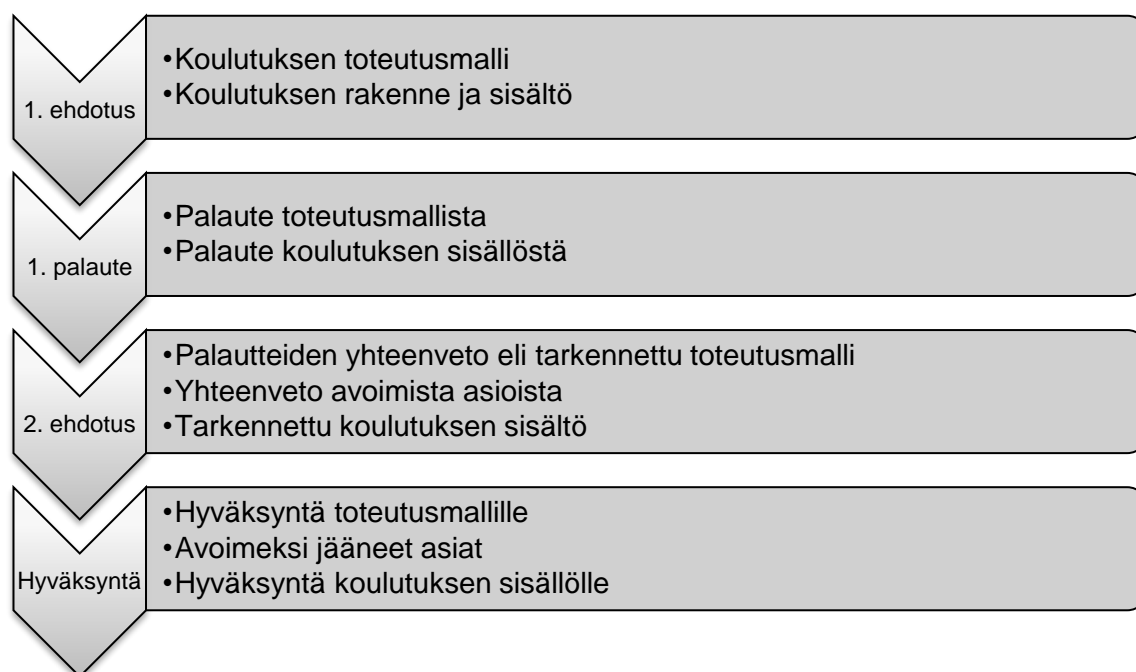 1. ehdotus
•Koulutuksen toteutusmalli
•Koulutuksen rakenne ja sisältö
1. palaute
•Palaute toteutusmallista
•Palaute koulutuksen sisällöstä
2. ehdotus
•Palautteiden yhteenveto eli tarkennettu toteutusmalli
•Yhteenveto avoimista asioista
•Tarkennettu koulutuksen sisältö
Hyväksyntä
•Hyväksyntä toteutusmallille
•Avoimeksi jääneet asiat
•Hyväksyntä koulutuksen sisällölle